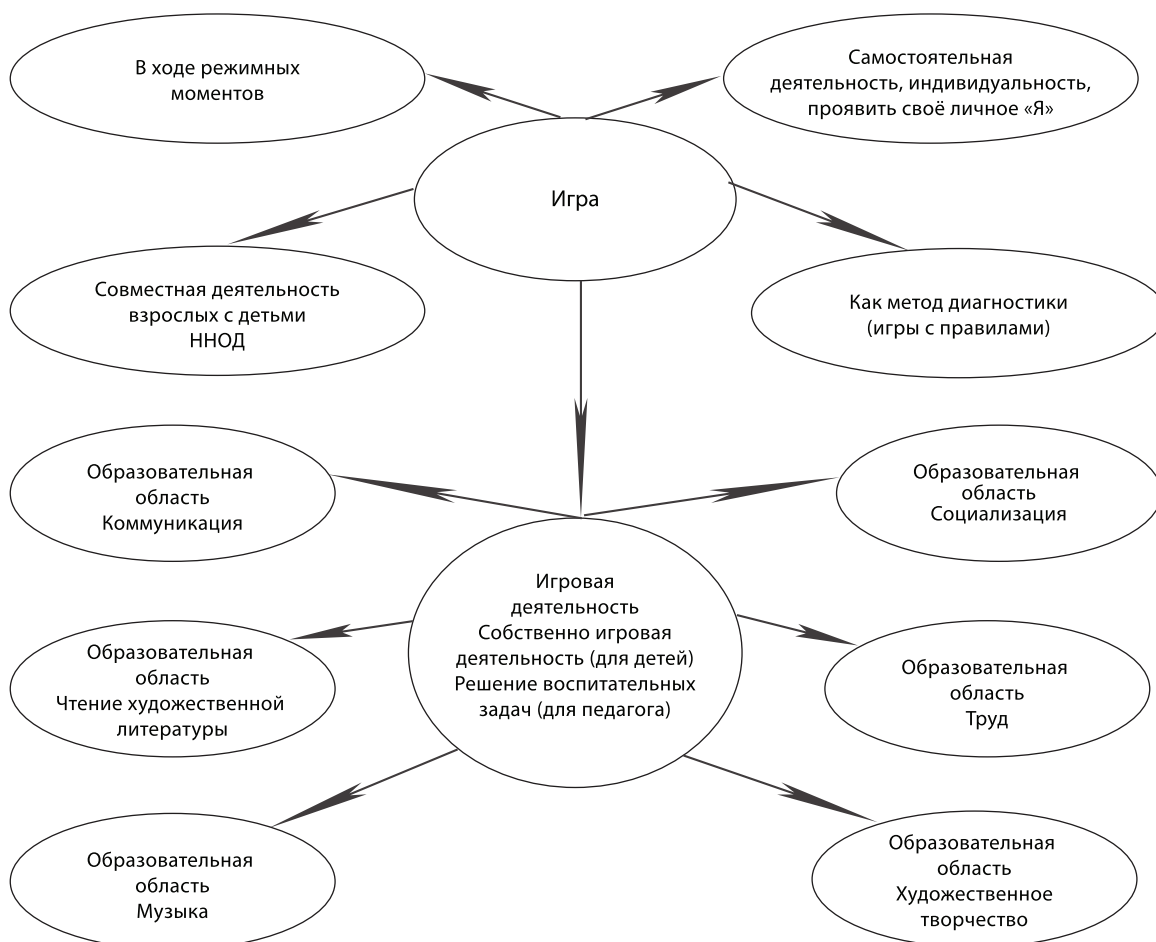 В ходе режимных
моментов
Самостоятельная
деятельность, индивидуальность,
проявить своё личное «Я»
Игра
Совместная деятельность
взрослых с детьми
ННОД
Как метод диагностики
(игры с правилами)
Образовательная
область
Коммуникация
Образовательная
область
Социализация
Игровая
деятельность
Собственно игровая
деятельность (для детей)
Решение воспитательных
задач (для педагога)
Образовательная
область
Чтение художественной
литературы
Образовательная
область
Труд
Образовательная
область
Музыка
Образовательная
область
Художественное
творчество